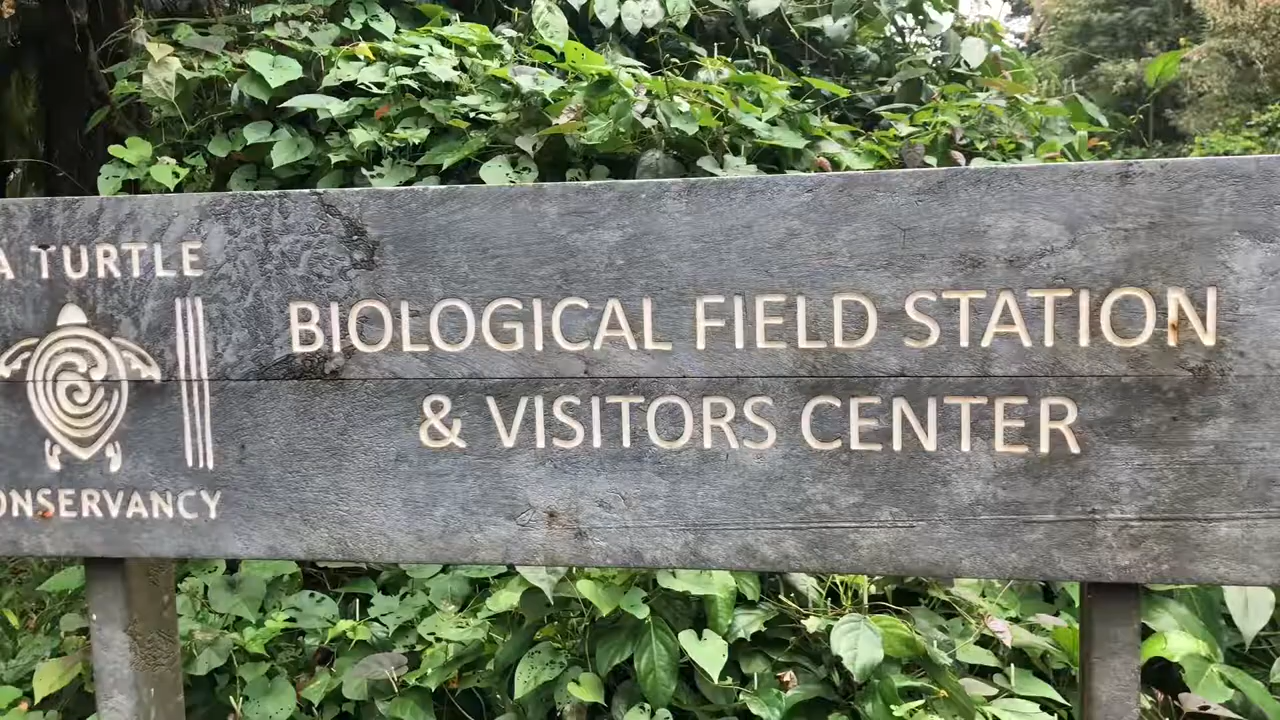 A TURTLE
ONSERVANCY
BIOLOGICAL FIELD STATION
& VISITORS CENTER